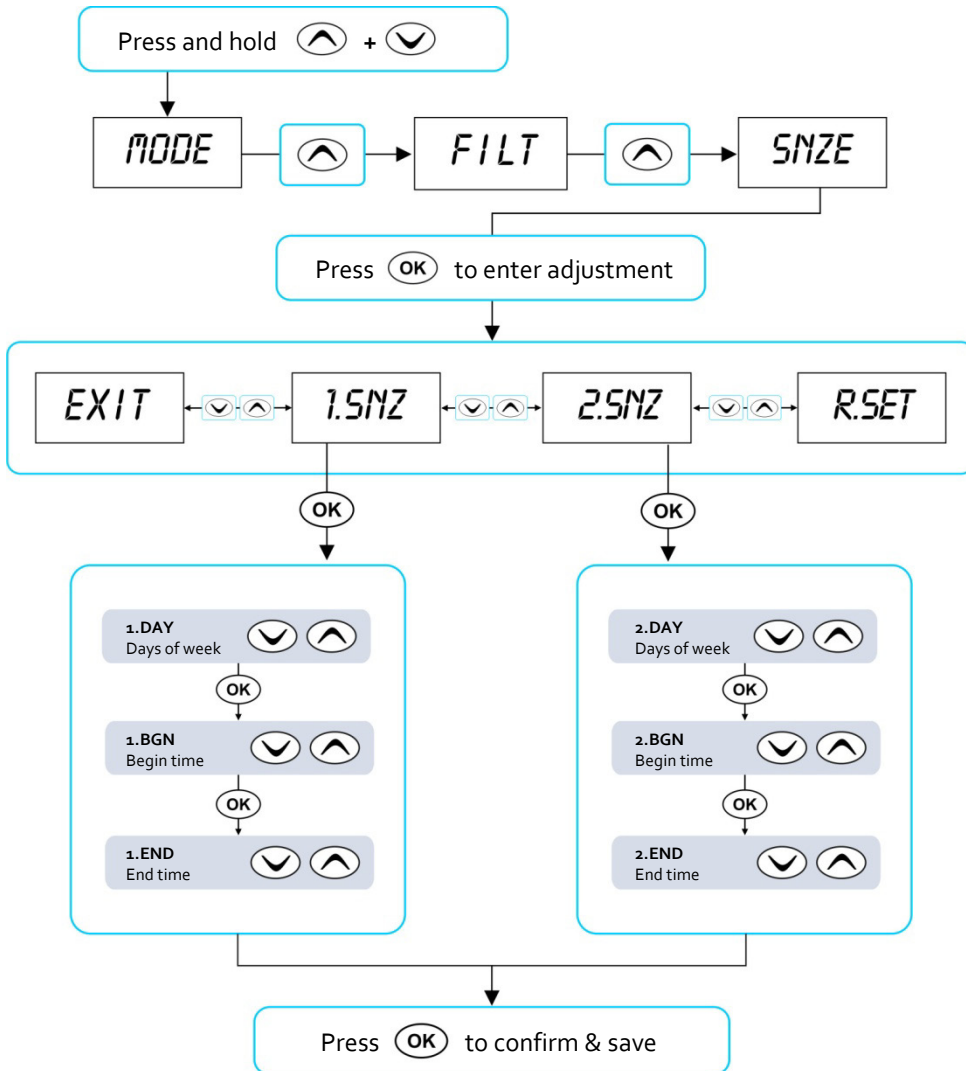 Press and hold +
MODE FILT SNZE
Press OK to enter adjustment
EXIT 1.SNZ 2.SNZ R.SET
OK OK
1.DAY
Days of week
OK
1.BGN
Begin time
OK
1.END
End time
2.DAY
Days of week
OK
2.BGN
Begin time
OK
2.END
End time
Press OK to confirm & save